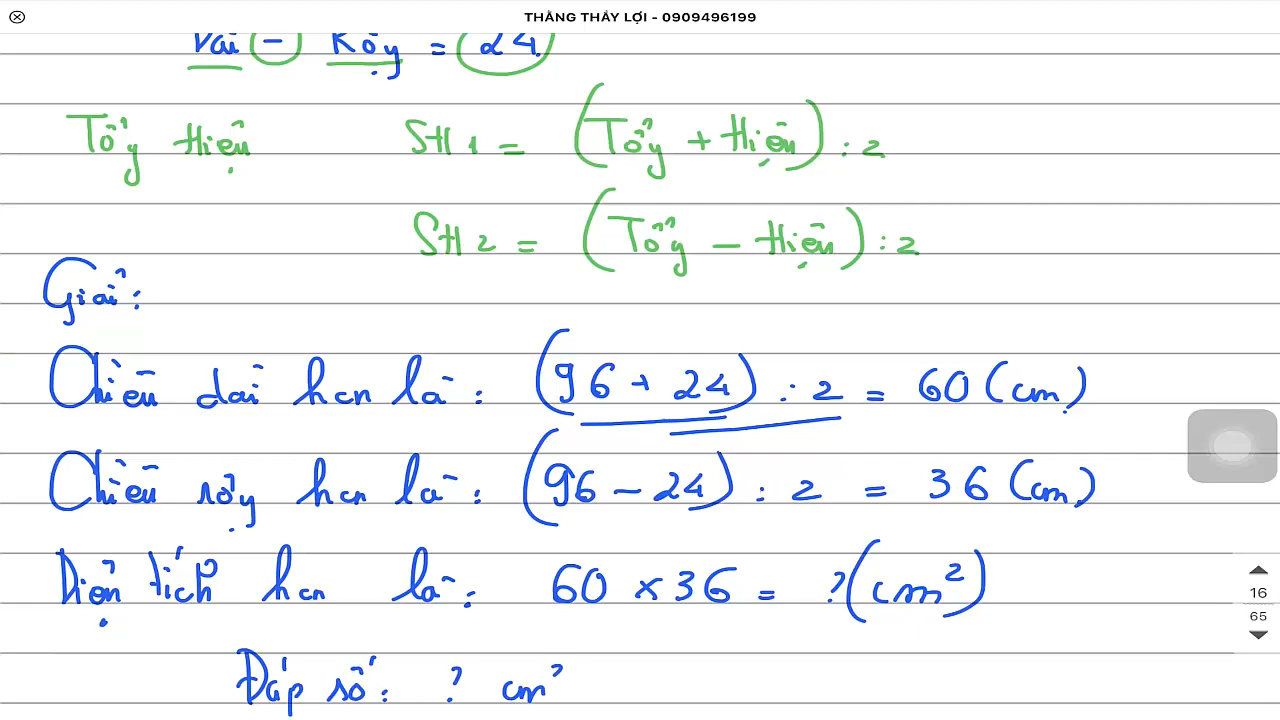 THẰNG THẦY LỢI - 0909496199
Dài - Rộng = 24
Tổng Hiệu SH1 = (Tổng + Hiệu) : 2
SH2 = (Tổng - Hiệu) : 2
Giải:
Chiều dài hcn là: (96 + 24) : 2 = 60 (cm)
Chiều rộng hcn là: (96 - 24) : 2 = 36 (cm)
Diện tích hcn là: 60 x 36 = ? (cm²)
Đáp số: ? cm²
16
65